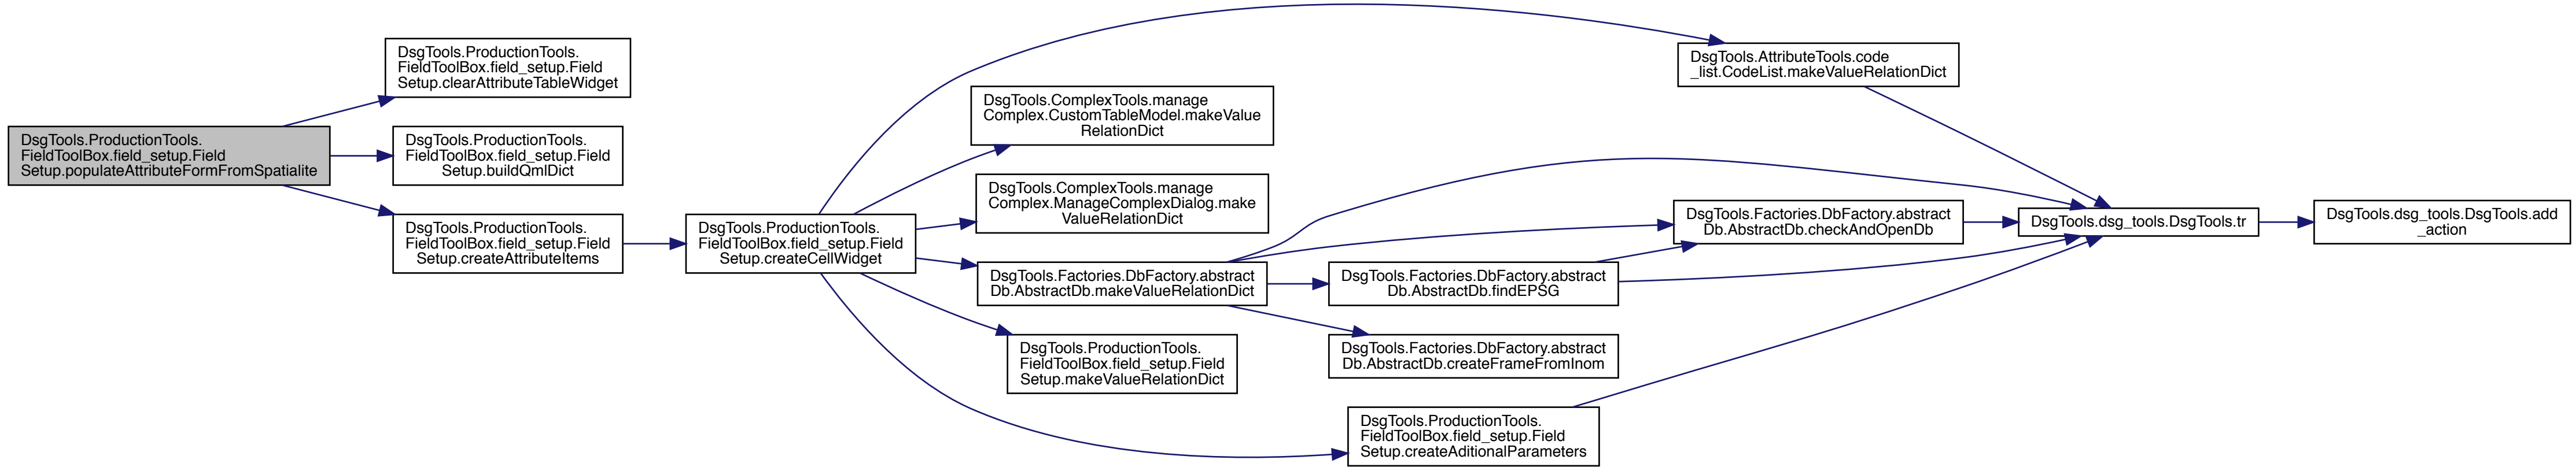 DsgTools.ProductionTools.
FieldToolBox.field_setup.Field
Setup.populateAttributeFormFromSpatialite
DsgTools.ProductionTools.
FieldToolBox.field_setup.Field
Setup.clearAttributeTableWidget
DsgTools.ProductionTools.
FieldToolBox.field_setup.Field
Setup.buildQmlDict
DsgTools.ProductionTools.
FieldToolBox.field_setup.Field
Setup.createAttributeItems
DsgTools.ProductionTools.
FieldToolBox.field_setup.Field
Setup.createCellWidget
DsgTools.ComplexTools.manage
Complex.CustomTableModel.makeValue
RelationDict
DsgTools.ComplexTools.manage
Complex.ManageComplexDialog.make
ValueRelationDict
DsgTools.Factories.DbFactory.abstract
Db.AbstractDb.makeValueRelationDict
DsgTools.ProductionTools.
FieldToolBox.field_setup.Field
Setup.makeValueRelationDict
DsgTools.Factories.DbFactory.abstract
Db.AbstractDb.findEPSG
DsgTools.Factories.DbFactory.abstract
Db.AbstractDb.createFrameFromInom
DsgTools.ProductionTools.
FieldToolBox.field_setup.Field
Setup.createAditionalParameters
DsgTools.AttributeTools.code
_list.CodeList.makeValueRelationDict
DsgTools.Factories.DbFactory.abstract
Db.AbstractDb.checkAndOpenDb
DsgTools.dsg_tools.DsgTools.tr
DsgTools.dsg_tools.DsgTools.add
_action